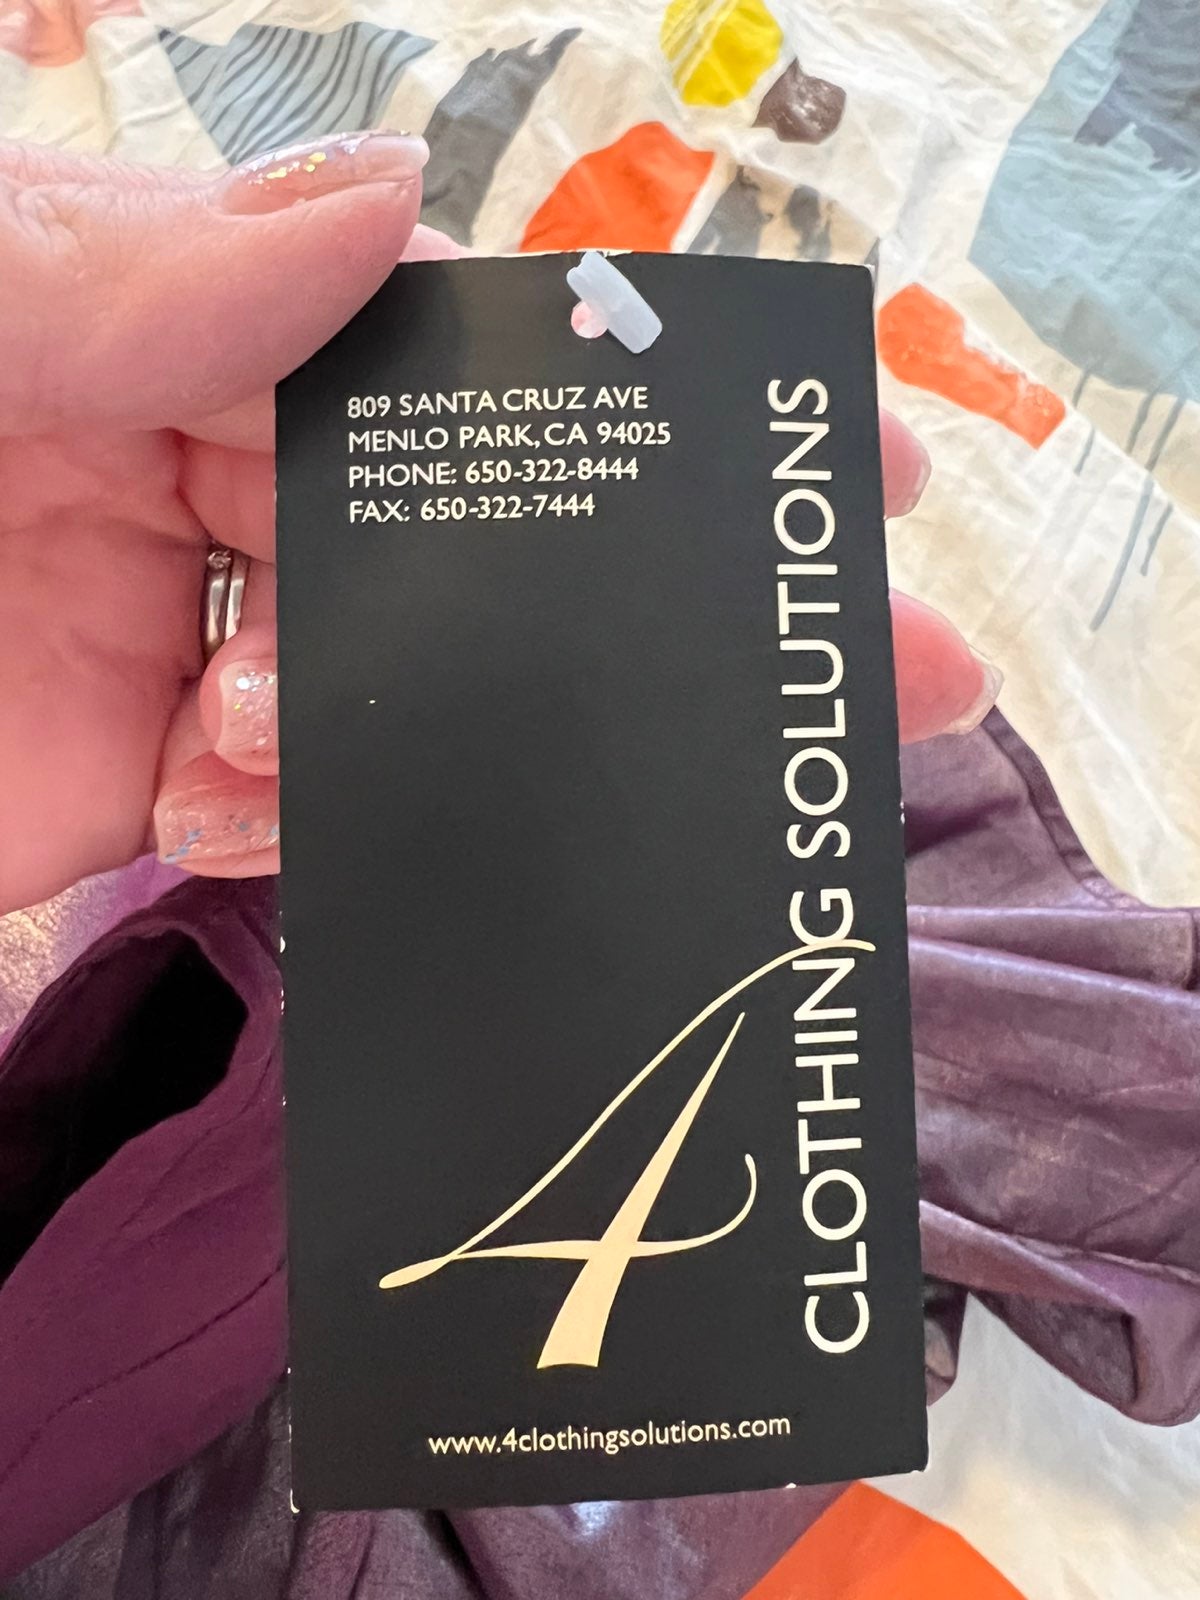 809 SANTA CRUZ AVE
MENLO PARK, CA 94025
PHONE: 650-322-8444
FAX: 650-322-7444
4
CLOTHING SOLUTIONS
www.4clothingsolutions.com